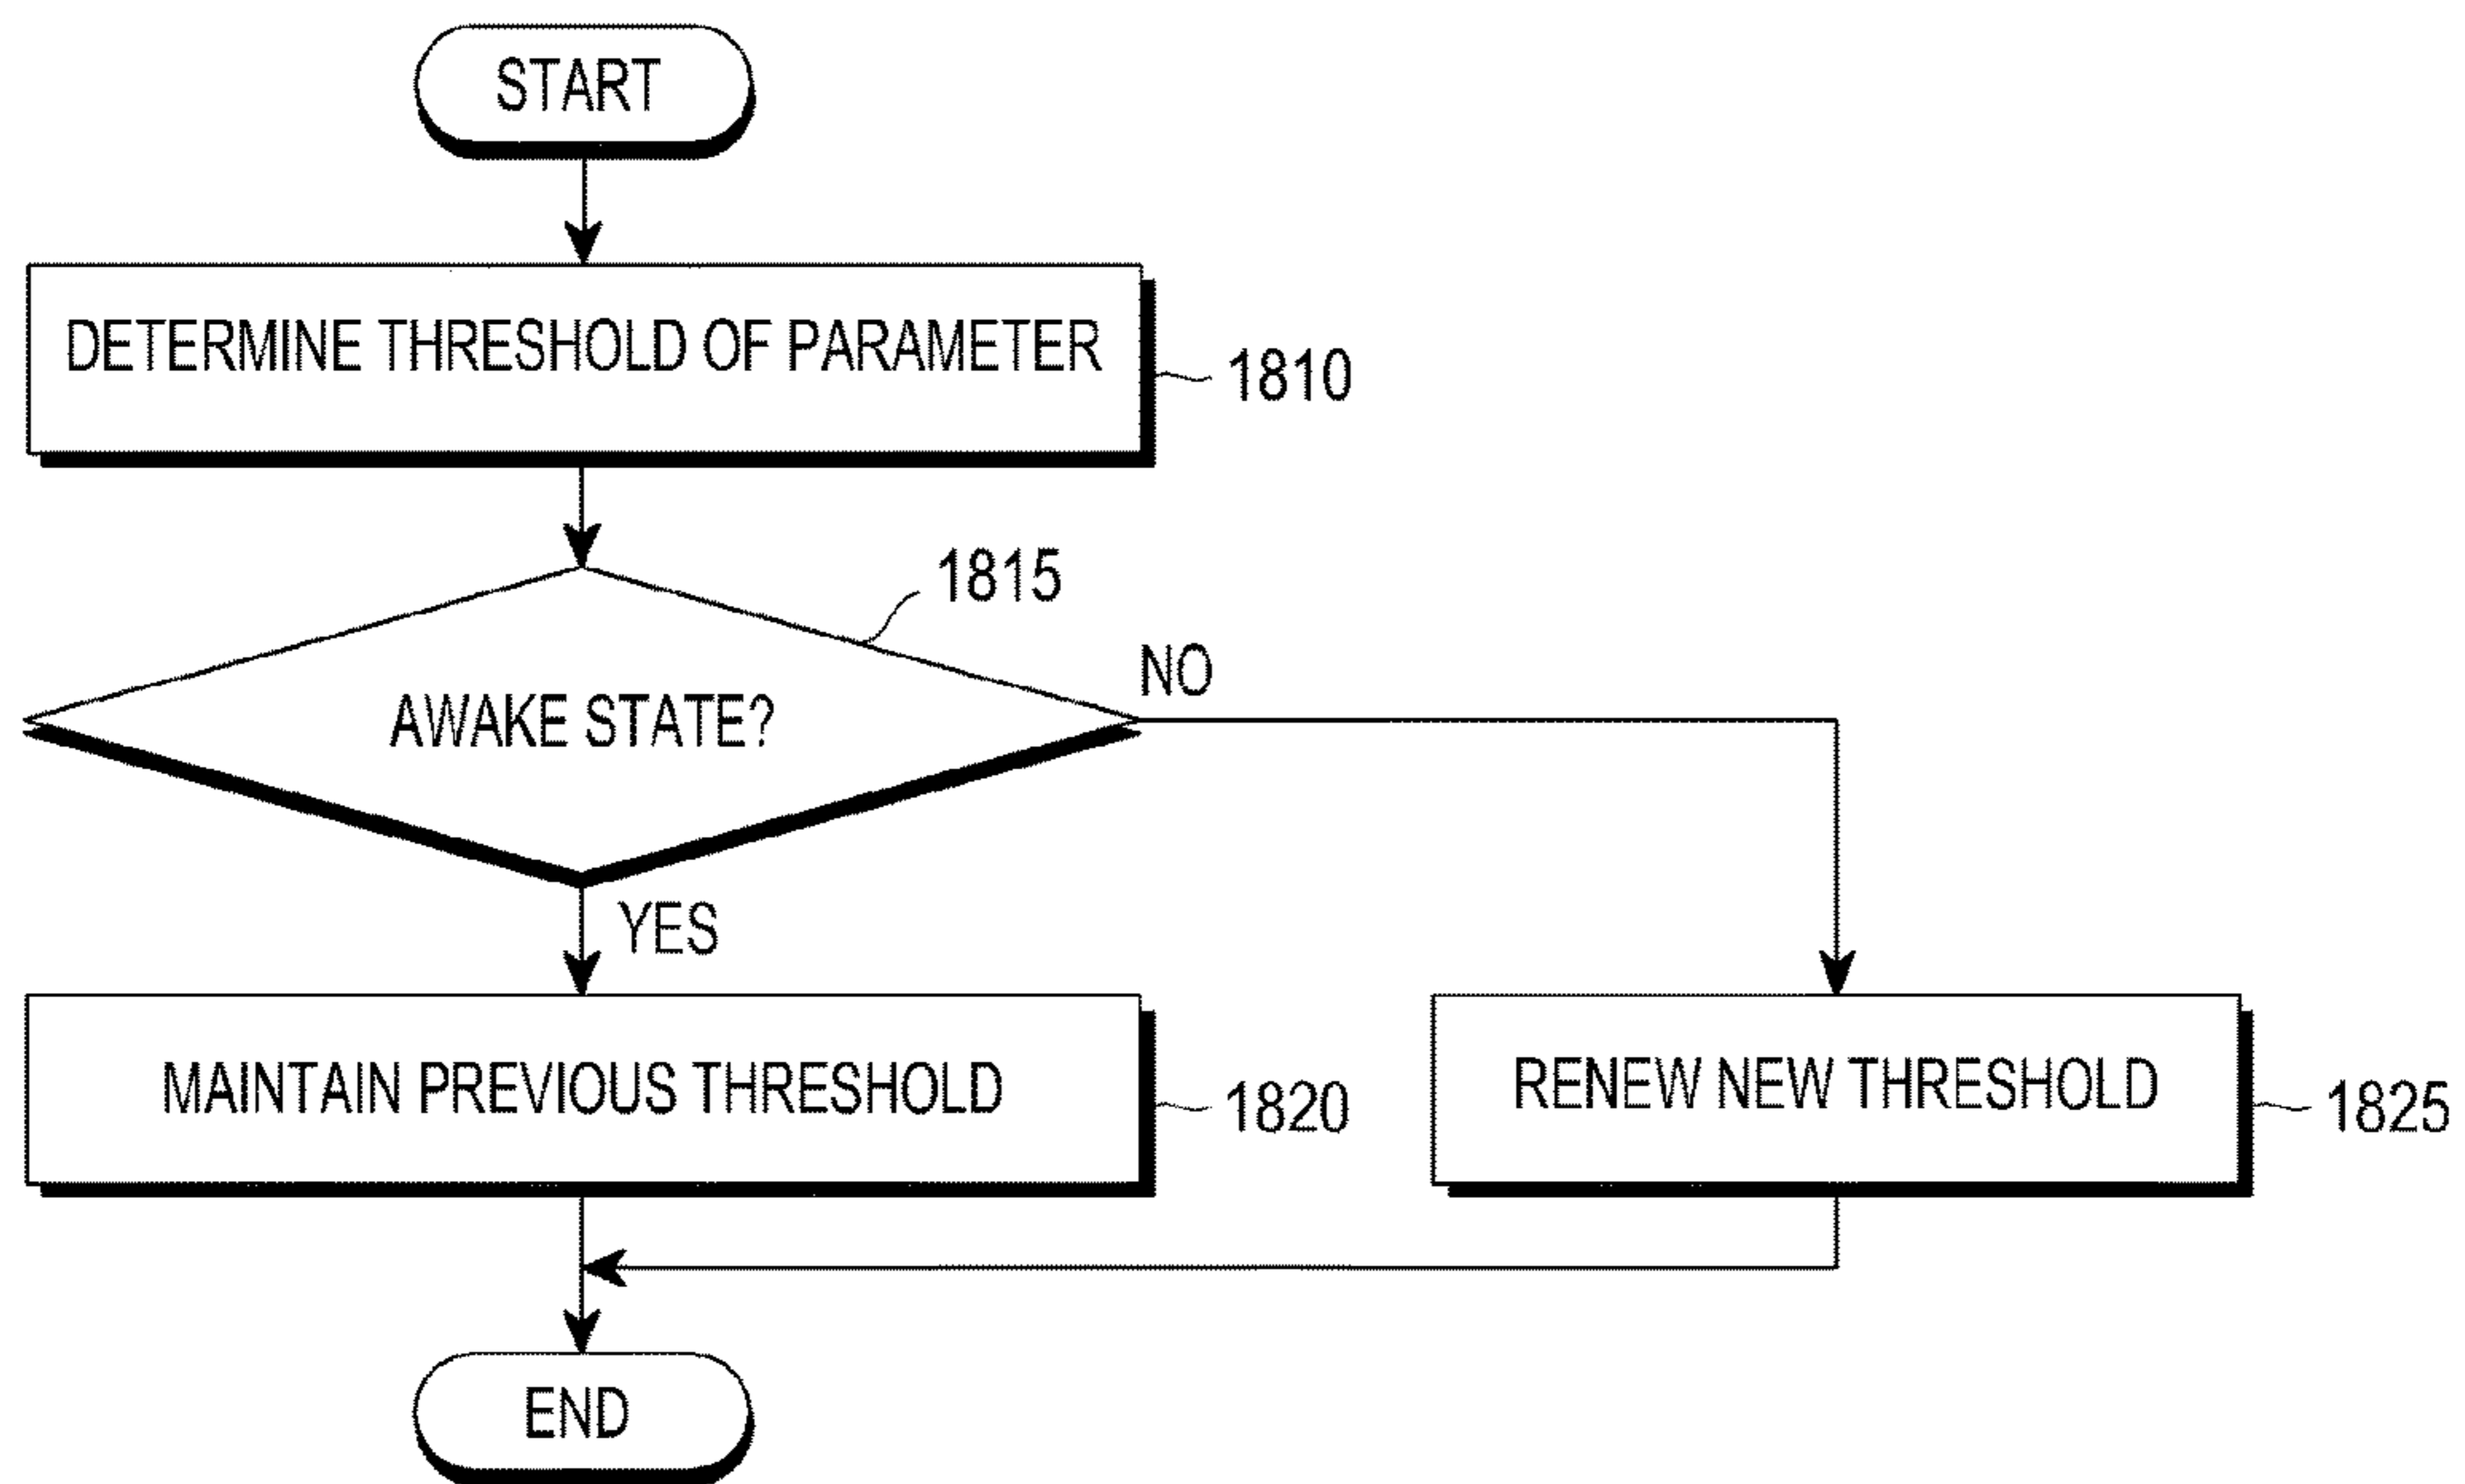 START
DETERMINE THRESHOLD OF PARAMETER
1810
1815
AWAKE STATE?
NO
YES
MAINTAIN PREVIOUS THRESHOLD
1820
RENEW NEW THRESHOLD
1825
END